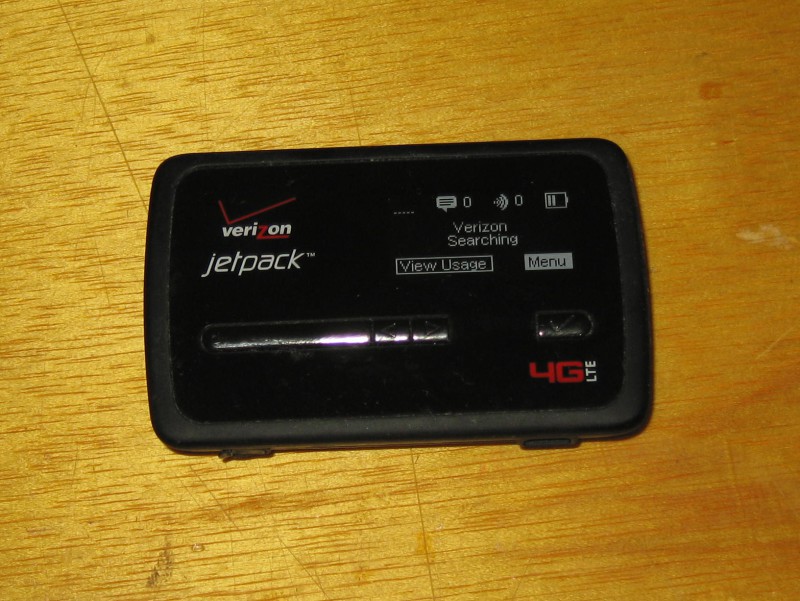 verizon
jetpack™
0 0
Verizon
Searching
View Usage
Menu
< >
4G LTE